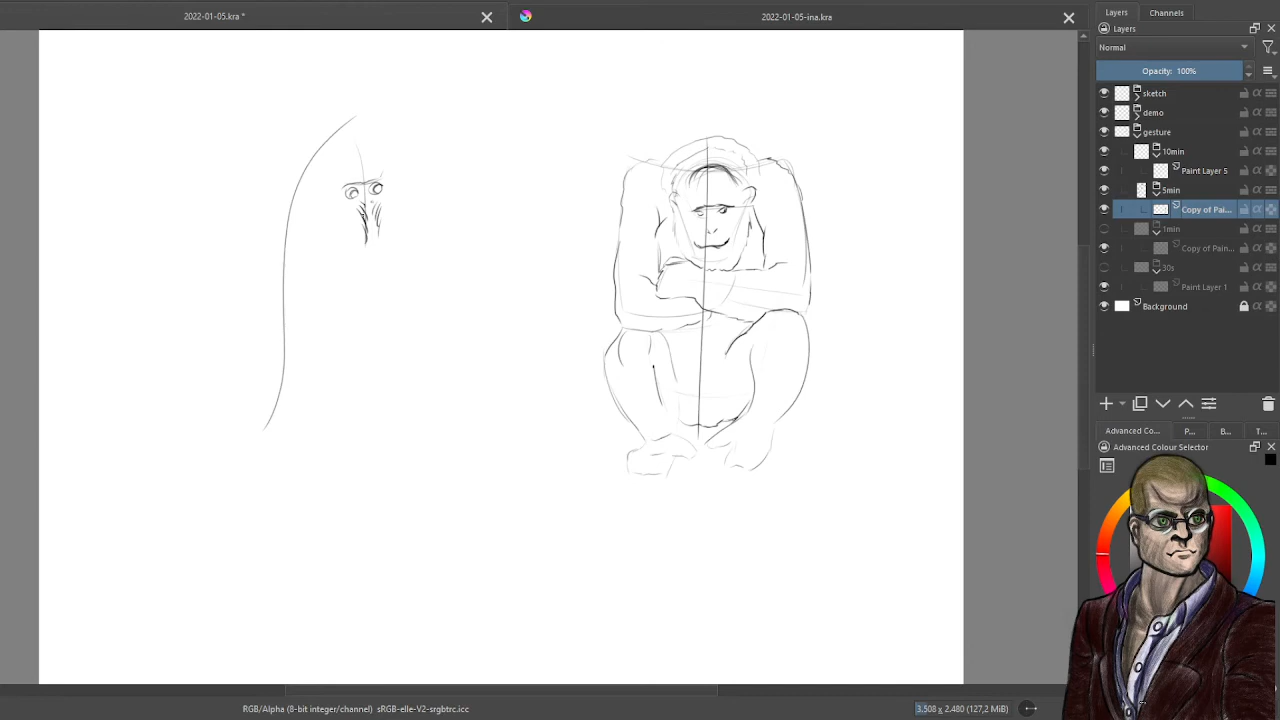 2022-01-05.kra *
2022-01-05-ina.kra
Layers
Channels
Layers
Normal
Opacity: 100%
sketch
demo
gesture
10min
Paint Layer 5
5min
Copy of Pai...
1min
Copy of Pain...
30s
Paint Layer 1
Background
Advanced Co...
P...
B...
T...
Advanced Colour Selector
RGB/Alpha (8-bit integer/channel) sRGB-elle-V2-srgbtrc.icc
3.508 x 2.480 (127,2 MiB)